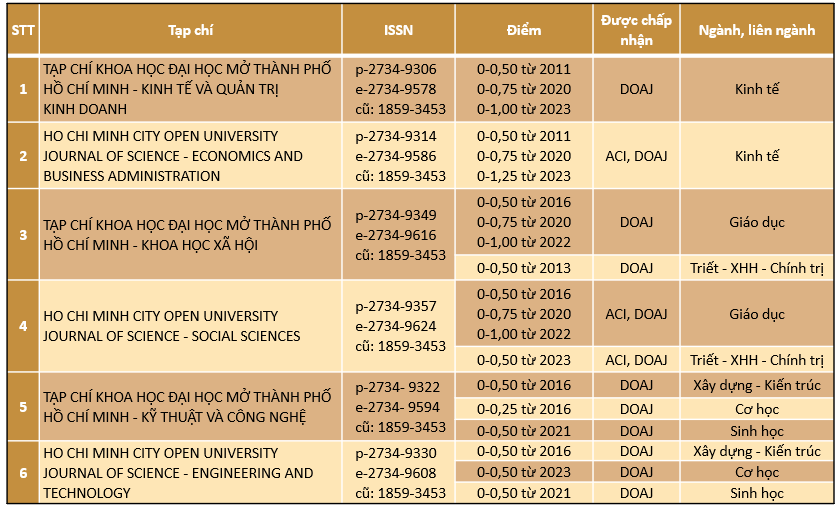 STT Tạp chí ISSN Điểm Được chấp nhận Ngành, liên ngành
1
TẠP CHÍ KHOA HỌC ĐẠI HỌC MỞ THÀNH PHỐ
HỒ CHÍ MINH - KINH TẾ VÀ QUẢN TRỊ
KINH DOANH
p-2734-9306
e-2734-9578
cũ: 1859-3453
0-0,50 từ 2011
0-0,75 từ 2020
0-1,00 từ 2023
DOAJ
Kinh tế
2
HO CHI MINH CITY OPEN UNIVERSITY
JOURNAL OF SCIENCE - ECONOMICS AND
BUSINESS ADMINISTRATION
p-2734-9314
e-2734-9586
cũ: 1859-3453
0-0,50 từ 2011
0-0,75 từ 2020
0-1,25 từ 2023
ACI, DOAJ
Kinh tế
3
TẠP CHÍ KHOA HỌC ĐẠI HỌC MỞ THÀNH PHỐ
HỒ CHÍ MINH - KHOA HỌC XÃ HỘI
p-2734-9349
e-2734-9616
cũ: 1859-3453
0-0,50 từ 2016
0-0,75 từ 2020
0-1,00 từ 2022
DOAJ
Giáo dục
0-0,50 từ 2013
DOAJ
Triết - XHH - Chính trị
4
HO CHI MINH CITY OPEN UNIVERSITY
JOURNAL OF SCIENCE - SOCIAL SCIENCES
p-2734-9357
e-2734-9624
cũ: 1859-3453
0-0,50 từ 2016
0-0,75 từ 2020
0-1,00 từ 2022
ACI, DOAJ
Giáo dục
0-0,50 từ 2023
ACI, DOAJ
Triết - XHH - Chính trị
5
TẠP CHÍ KHOA HỌC ĐẠI HỌC MỞ THÀNH PHỐ
HỒ CHÍ MINH - KỸ THUẬT VÀ CÔNG NGHỆ
p-2734- 9322
e-2734- 9594
cũ: 1859-3453
0-0,50 từ 2016
DOAJ
Xây dựng - Kiến trúc
0-0,25 từ 2016
DOAJ
Cơ học
0-0,50 từ 2021
DOAJ
Sinh học
6
HO CHI MINH CITY OPEN UNIVERSITY
JOURNAL OF SCIENCE - ENGINEERING AND
TECHNOLOGY
p-2734-9330
e-2734-9608
cũ: 1859-3453
0-0,50 từ 2016
DOAJ
Xây dựng - Kiến trúc
0-0,50 từ 2023
DOAJ
Cơ học
0-0,50 từ 2021
DOAJ
Sinh học